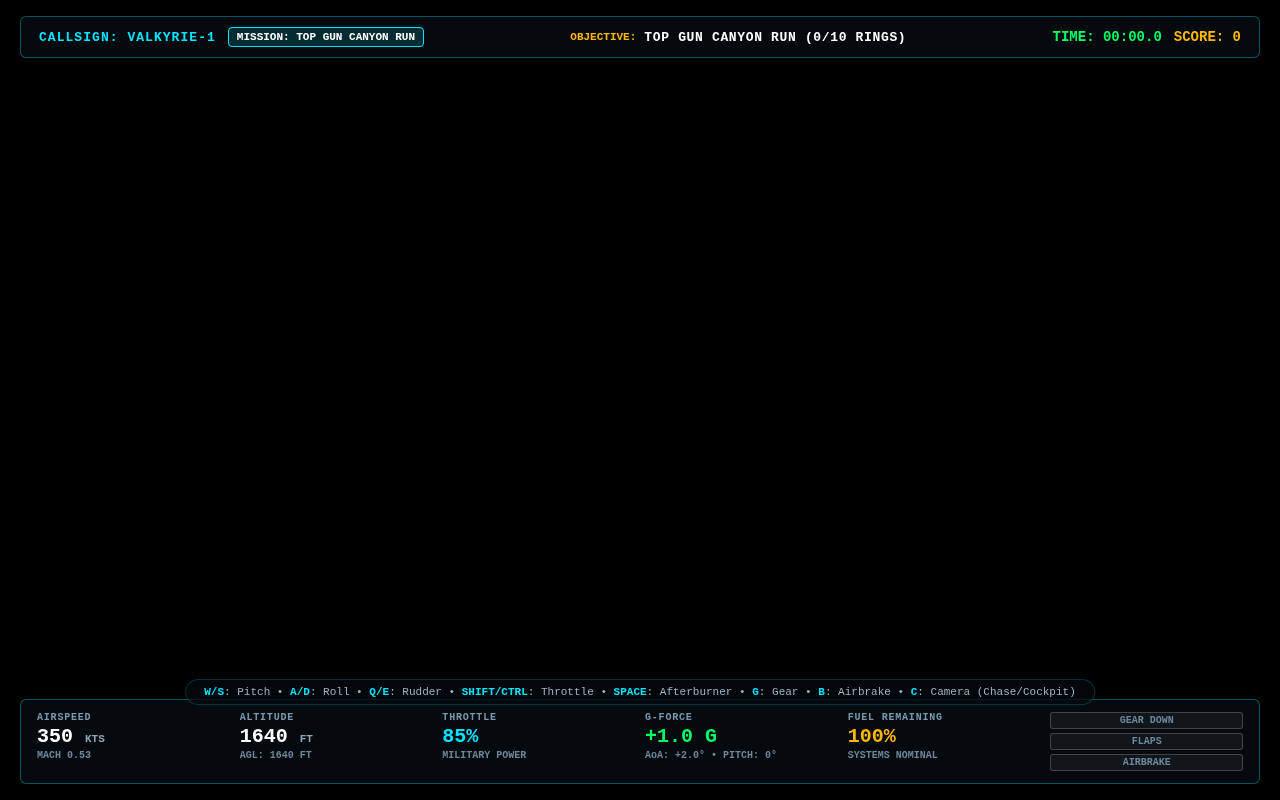 CALLSIGN: VALKYRIE-1
MISSION: TOP GUN CANYON RUN
OBJECTIVE: TOP GUN CANYON RUN (0/10 RINGS)
TIME: 00:00.0 SCORE: 0
W/S: Pitch • A/D: Roll • Q/E: Rudder • SHIFT/CTRL: Throttle • SPACE: Afterburner • G: Gear • B: Airbrake • C: Camera (Chase/Cockpit)
AIRSPEED
350 KTS
MACH 0.53
ALTITUDE
1640 FT
AGL: 1640 FT
THROTTLE
85%
MILITARY POWER
G-FORCE
+1.0 G
AoA: +2.0° • PITCH: 0°
FUEL REMAINING
100%
SYSTEMS NOMINAL
GEAR DOWN
FLAPS
AIRBRAKE